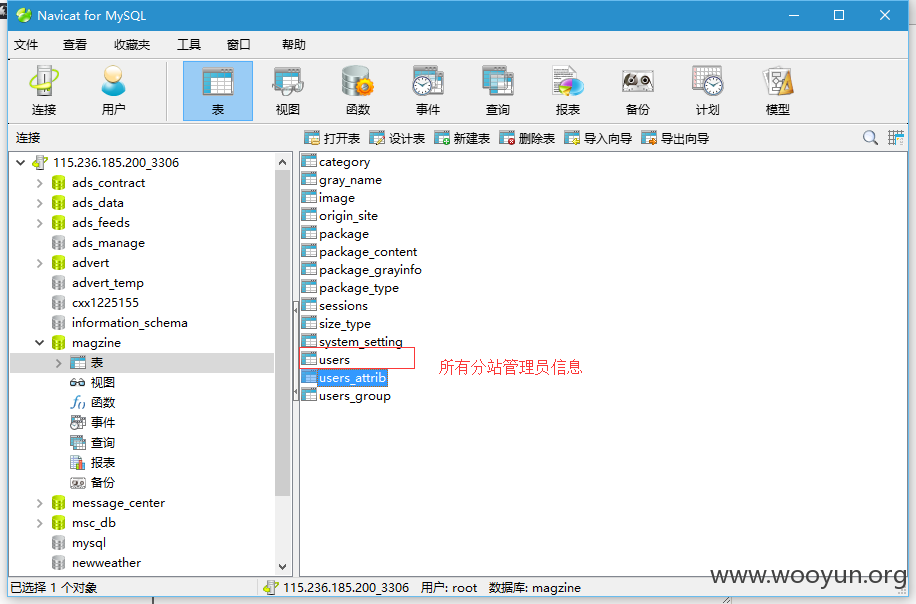 Navicat for MySQL
文件 查看 收藏夹 工具 窗口 帮助
连接 用户 表 视图 函数 事件 查询 报表 备份 计划 模型
连接
打开表 设计表 新建表 删除表 导入向导 导出向导
115.236.185.200_3306
ads_contract
ads_data
ads_feeds
ads_manage
advert
advert_temp
cxx1225155
information_schema
magzine
表
视图
函数
事件
查询
报表
备份
message_center
msc_db
mysql
newweather
category
gray_name
image
origin_site
package
package_content
package_grayinfo
package_type
sessions
size_type
system_setting
users
users_attrib
users_group
所有分站管理员信息
已选择 1 个对象
115.236.185.200_3306 用户: root 数据库: magzine
www.wooyun.org